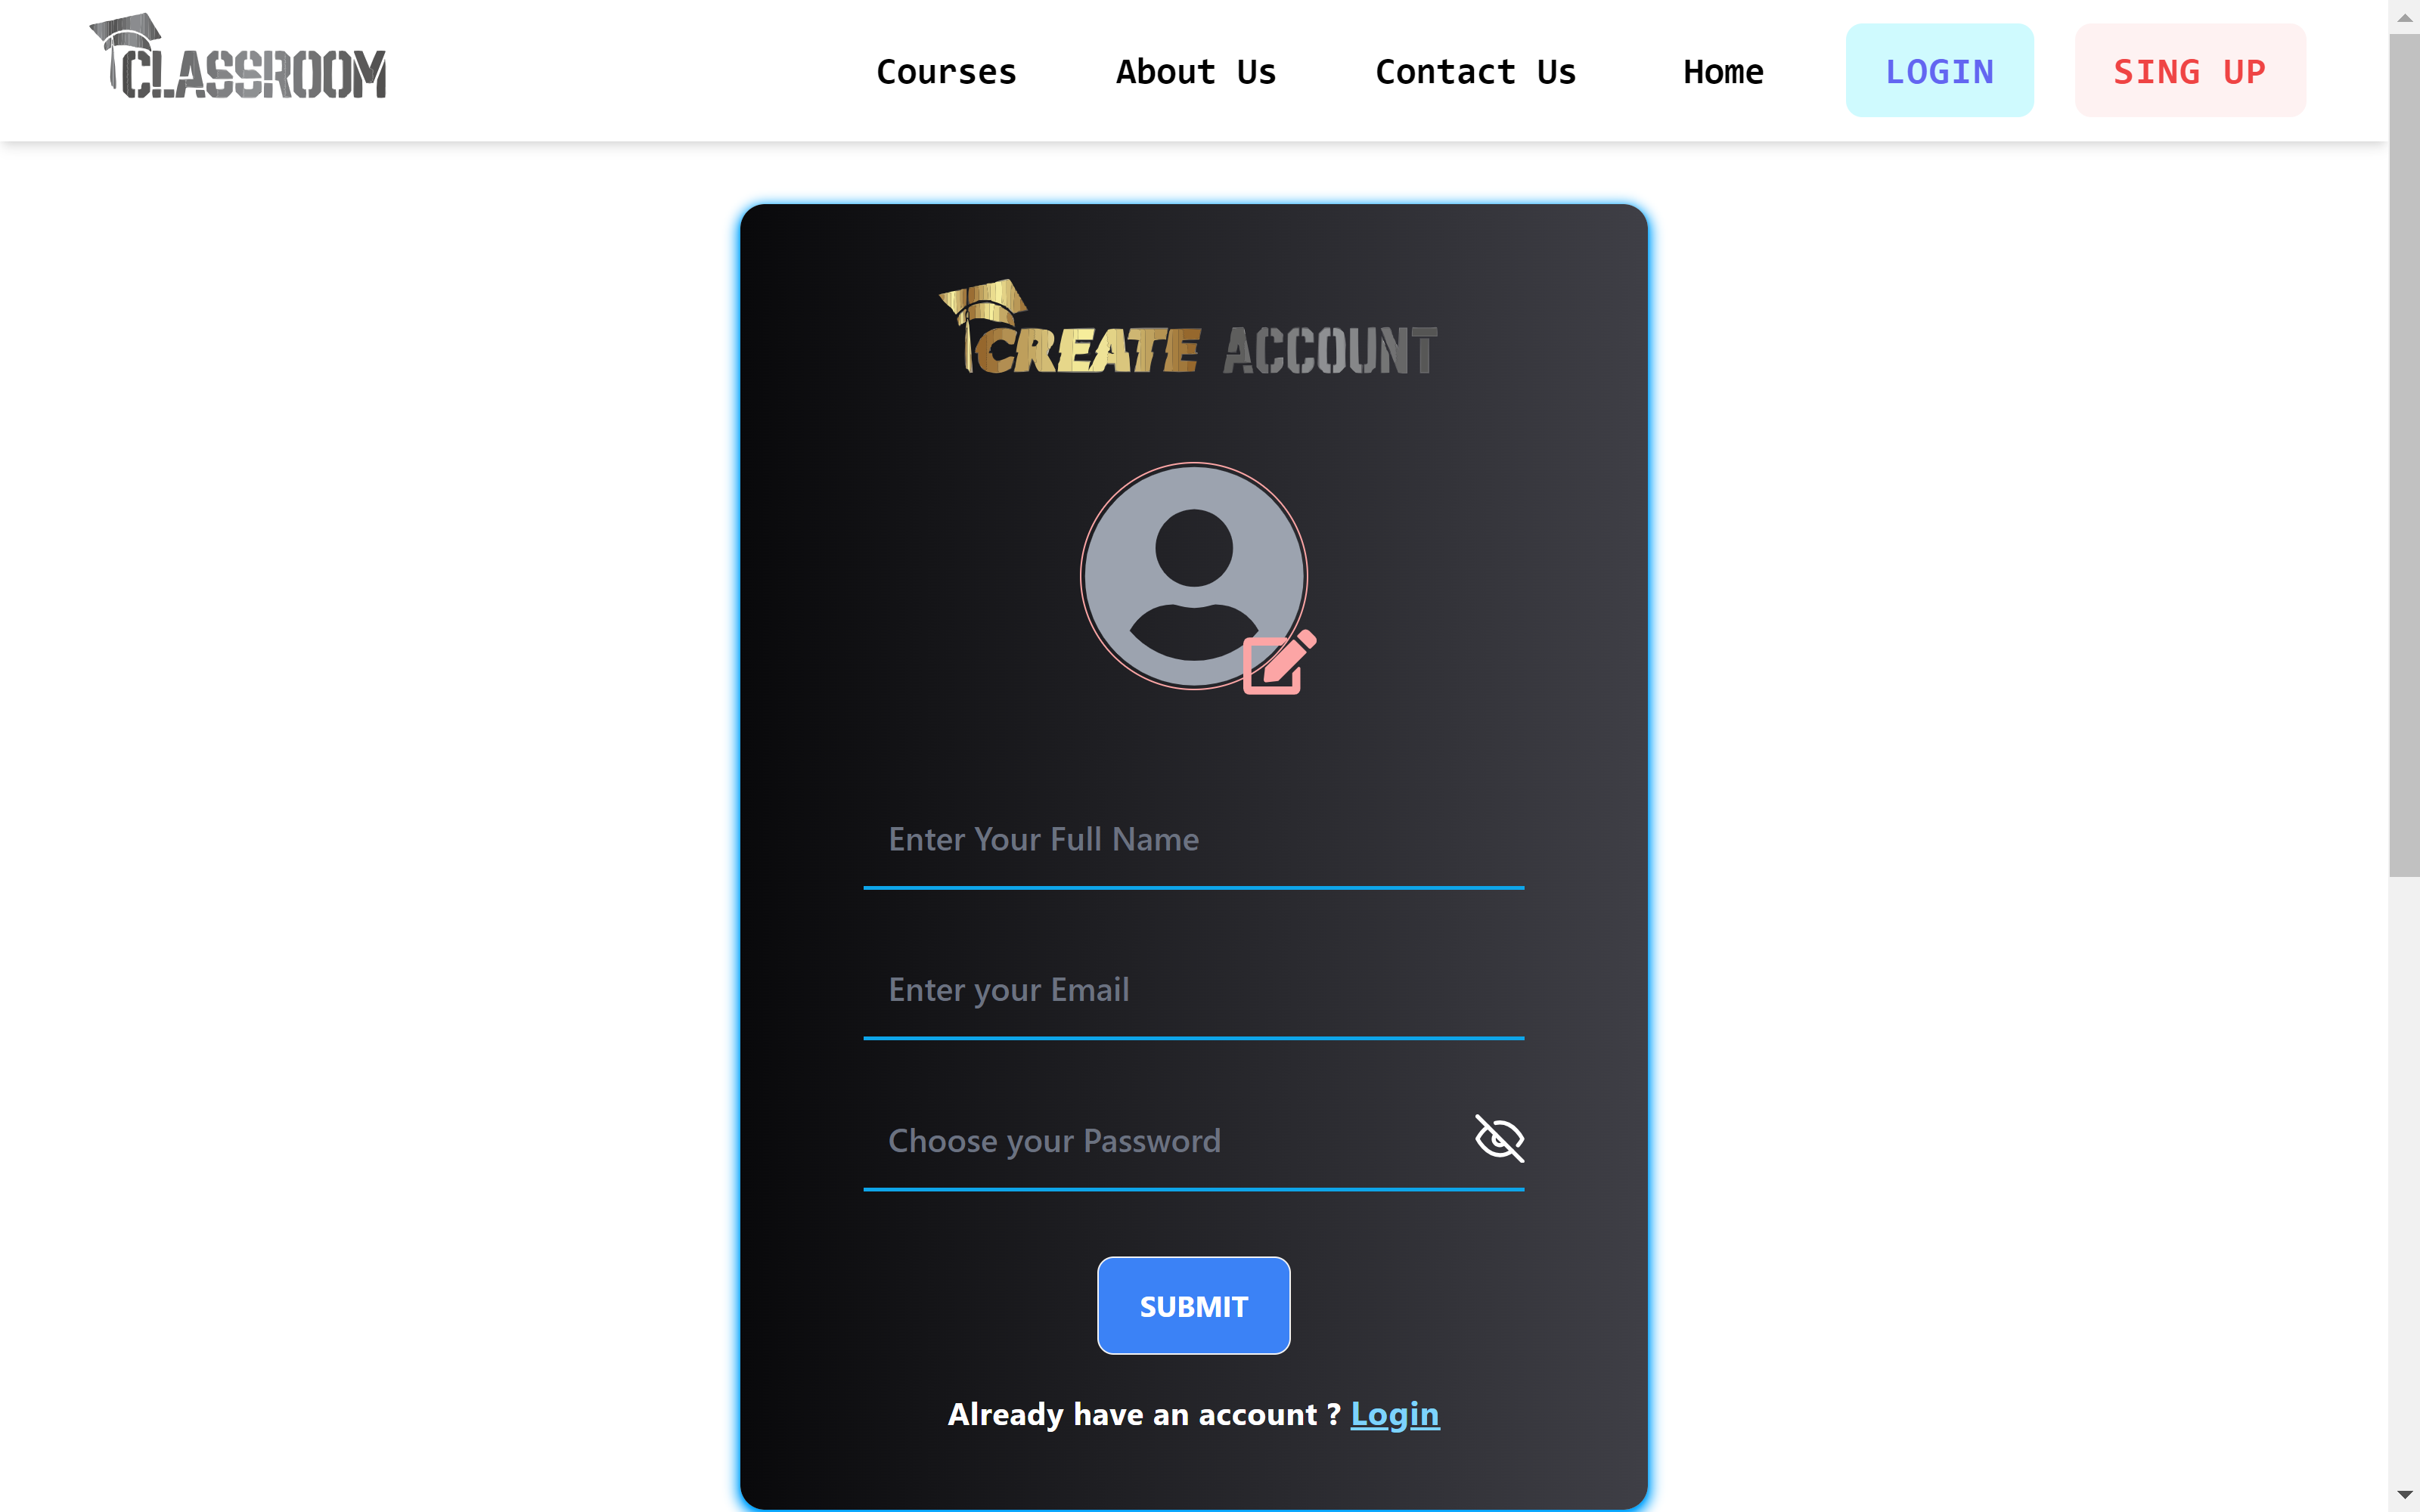 CLASSROOM
Courses About Us Contact Us Home LOGIN SING UP
CREATE ACCOUNT
Enter Your Full Name
Enter your Email
Choose your Password
SUBMIT
Already have an account ? Login